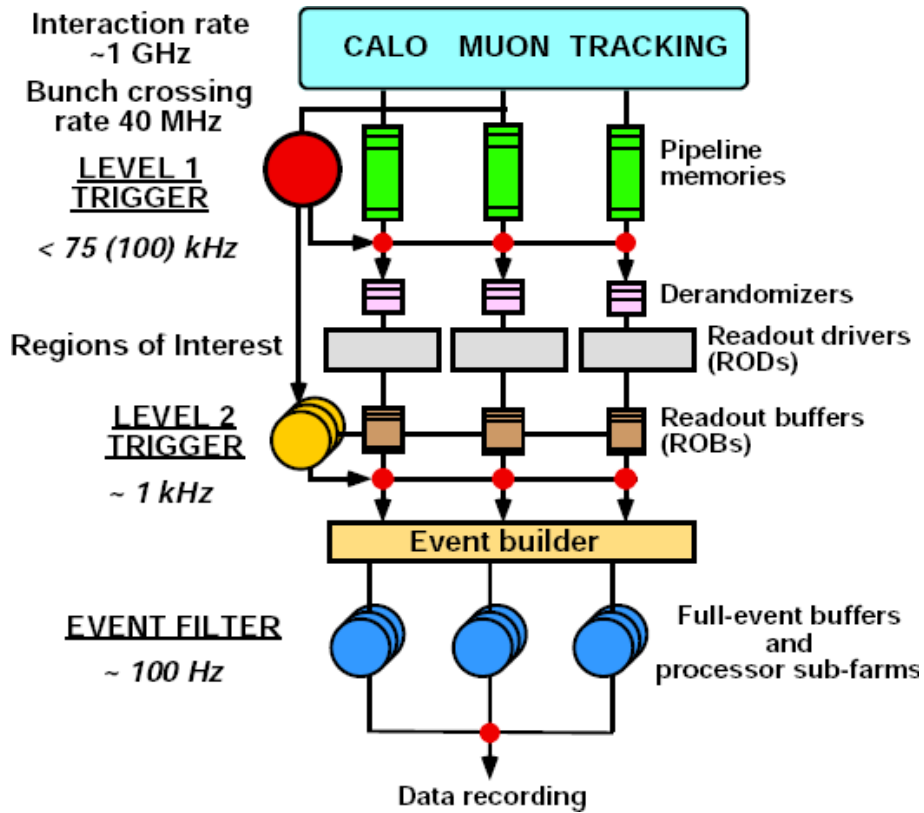 Interaction rate
~1 GHz
CALO MUON TRACKING
Bunch crossing
rate 40 MHz
LEVEL 1
TRIGGER
Pipeline
memories
< 75 (100) kHz
Derandomizers
Regions of Interest
Readout drivers
(RODs)
LEVEL 2
TRIGGER
Readout buffers
(ROBs)
~ 1 kHz
Event builder
EVENT FILTER
~ 100 Hz
Full-event buffers
and
processor sub-farms
Data recording